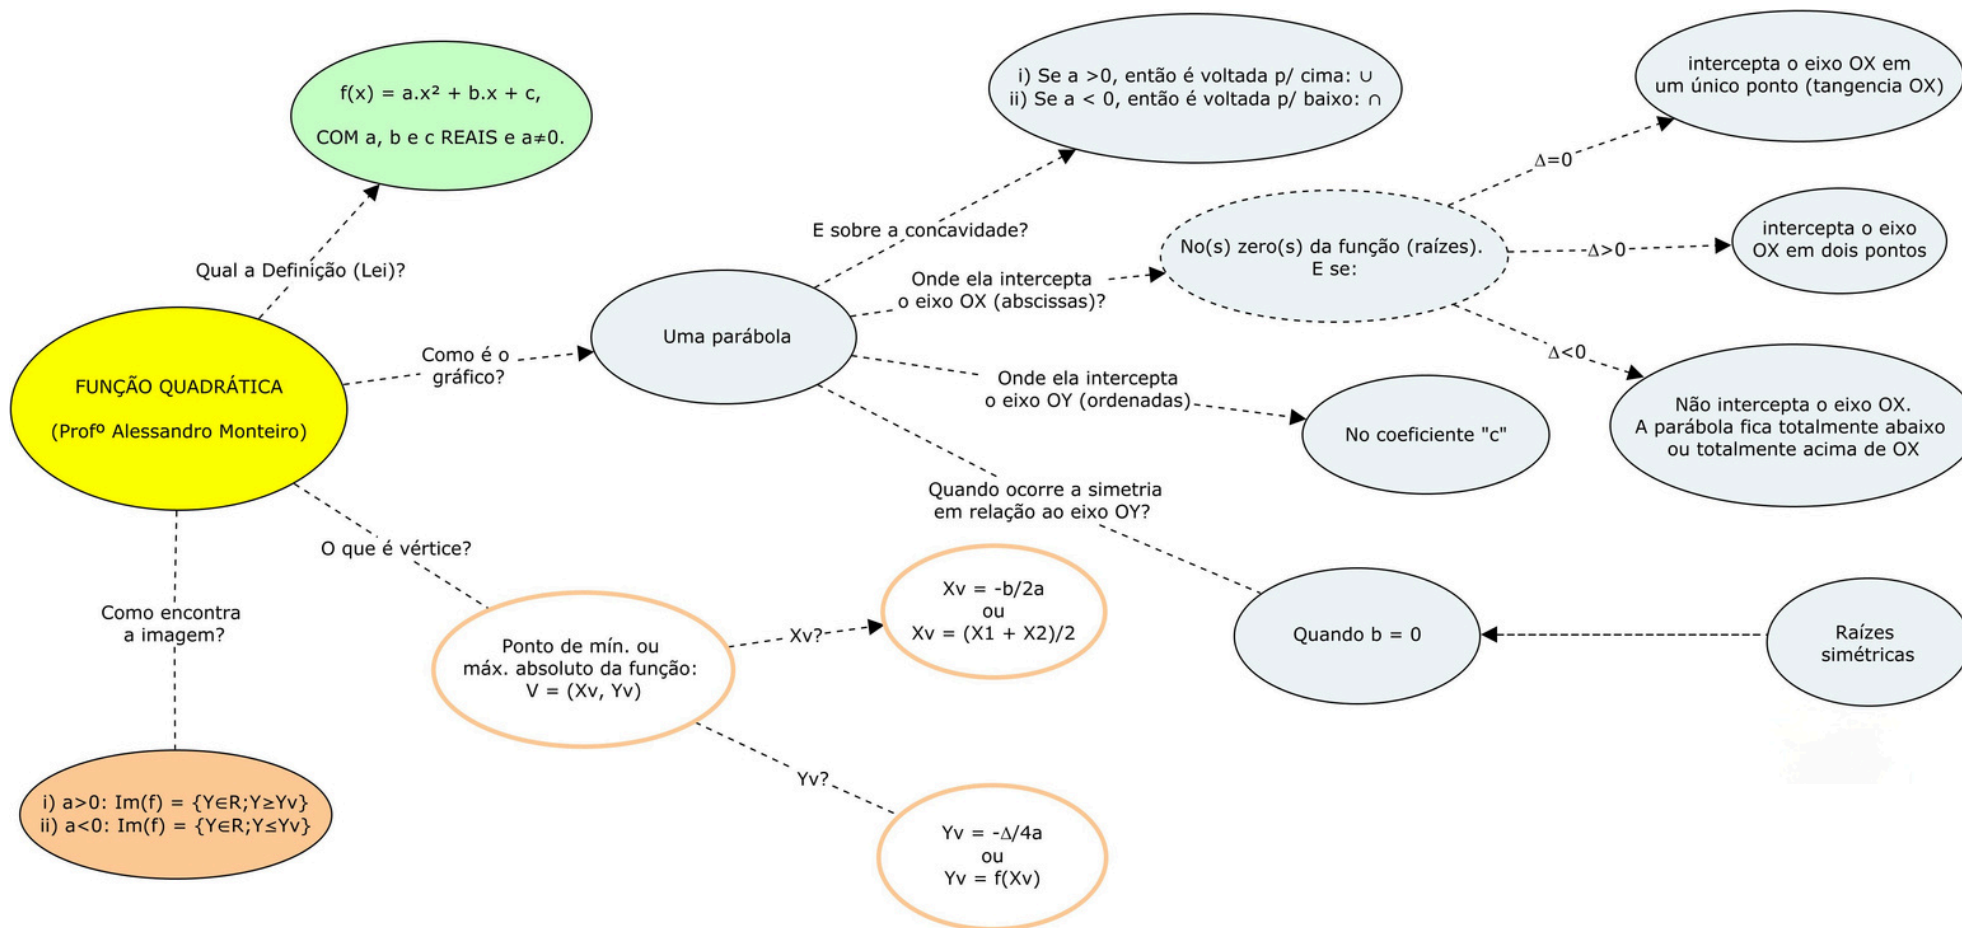 f(x) = a.x² + b.x + c,
COM a, b e c REAIS e a≠0.
Qual a Definição (Lei)?
FUNÇÃO QUADRÁTICA
(Profº Alessandro Monteiro)
Como é o
gráfico?
Uma parábola
E sobre a concavidade?
i) Se a >0, então é voltada p/ cima: ∪
ii) Se a < 0, então é voltada p/ baixo: ∩
Onde ela intercepta
o eixo OX (abscissas)?
No(s) zero(s) da função (raízes).
E se:
Δ=0
intercepta o eixo OX em
um único ponto (tangencia OX)
Δ>0
intercepta o eixo
OX em dois pontos
Δ<0
Não intercepta o eixo OX.
A parábola fica totalmente abaixo
ou totalmente acima de OX
Onde ela intercepta
o eixo OY (ordenadas)
No coeficiente "c"
Quando ocorre a simetria
em relação ao eixo OY?
Quando b = 0
Raízes
simétricas
O que é vértice?
Ponto de mín. ou
máx. absoluto da função:
V = (Xv, Yv)
Xv?
Xv = -b/2a
ou
Xv = (X1 + X2)/2
Yv?
Yv = -Δ/4a
ou
Yv = f(Xv)
Como encontra
a imagem?
i) a>0: Im(f) = {Y∈R;Y≥Yv}
ii) a<0: Im(f) = {Y∈R;Y≤Yv}